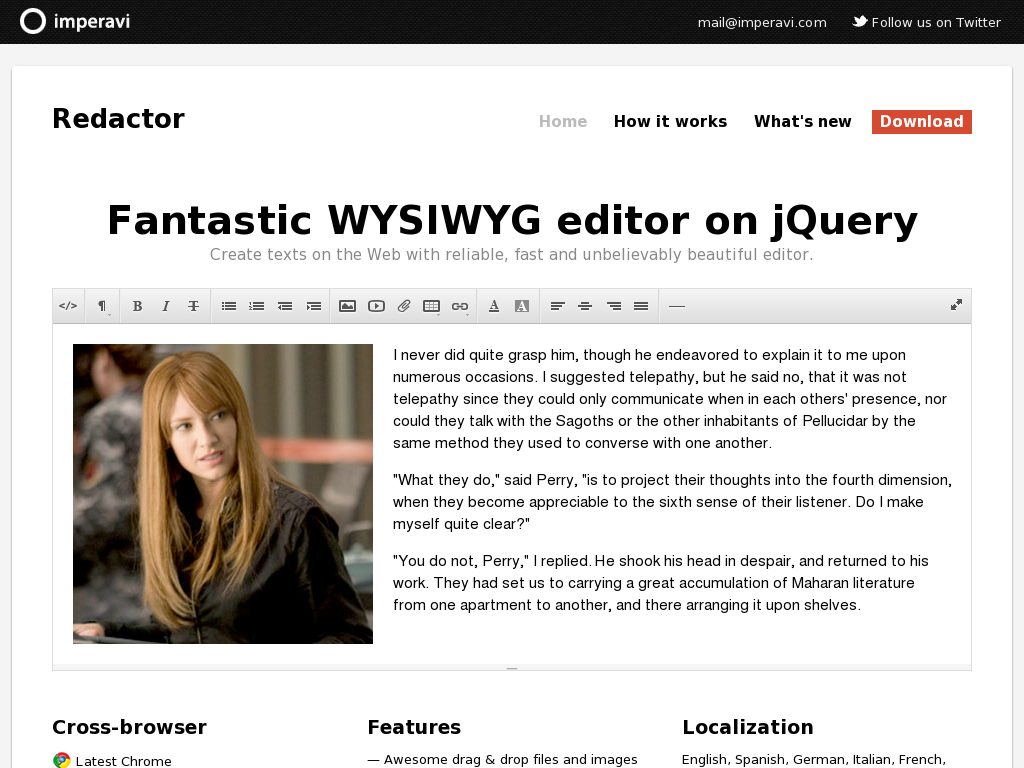 imperavi
mail@imperavi.com
Follow us on Twitter
Redactor
Home
How it works
What's new
Download
Fantastic WYSIWYG editor on jQuery
Create texts on the Web with reliable, fast and unbelievably beautiful editor.
</> ¶ B I T A A
I never did quite grasp him, though he endeavored to explain it to me upon
numerous occasions. I suggested telepathy, but he said no, that it was not
telepathy since they could only communicate when in each others' presence, nor
could they talk with the Sagoths or the other inhabitants of Pellucidar by the
same method they used to converse with one another.
"What they do," said Perry, "is to project their thoughts into the fourth dimension,
when they become appreciable to the sixth sense of their listener. Do I make
myself quite clear?"
"You do not, Perry," I replied. He shook his head in despair, and returned to his
work. They had set us to carrying a great accumulation of Maharan literature
from one apartment to another, and there arranging it upon shelves.
Cross-browser
Latest Chrome
Features
— Awesome drag & drop files and images
Localization
English, Spanish, German, Italian, French,